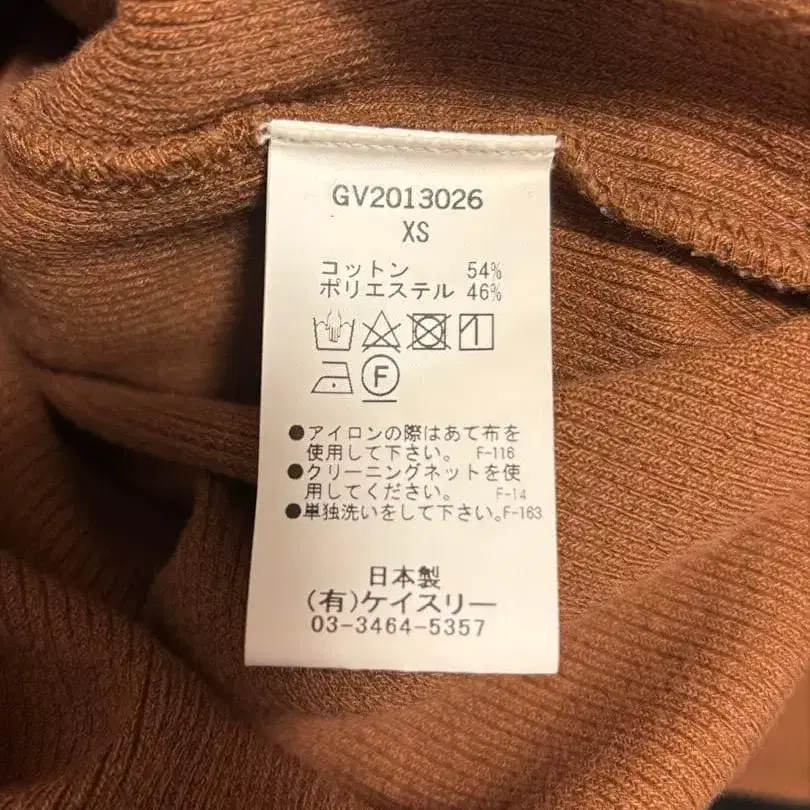 GV2013026
XS
コットン 54%
ポリエステル 46%
F
●アイロンの際はあて布を
使用して下さい。 F-116
●クリーニングネットを使
用してください。 F-14
●単独洗いをして下さい。F-163
日本製
(有)ケイスリー
03-3464-5357